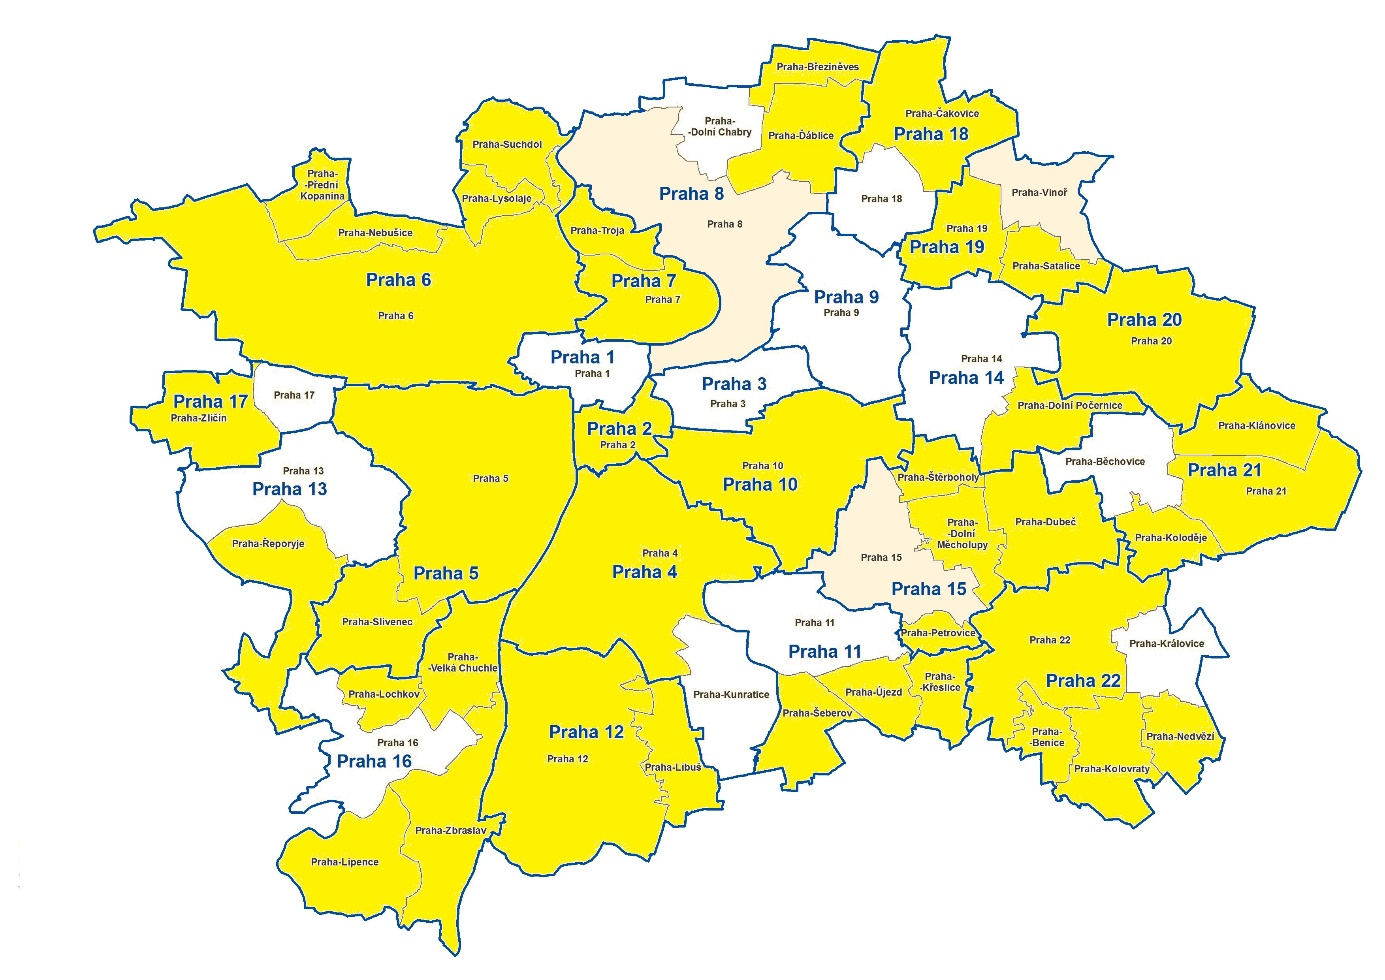 Praha-Březiněves
Praha-Čakovice
Praha 18
Praha-
-Dolní Chabry
Praha-Ďáblice
Praha-Suchdol
Praha-
-Přední
Kopanina
Praha-Lysolaje
Praha 8
Praha 8
Praha 18
Praha-Vinoř
Praha-Nebušice
Praha-Troja
Praha 19
Praha 19
Praha-Satalice
Praha 6
Praha 6
Praha 7
Praha 7
Praha 9
Praha 9
Praha 20
Praha 20
Praha 1
Praha 1
Praha 3
Praha 3
Praha 14
Praha 14
Praha 17
Praha-Zličín
Praha 17
Praha-Dolní Počernice
Praha 2
Praha 2
Praha-Klánovice
Praha 13
Praha 13
Praha 5
Praha 10
Praha 10
Praha-Běchovice
Praha 21
Praha 21
Praha-Štěrboholy
Praha-
-Dolní
Měcholupy
Praha-Dubeč
Praha-Koloděje
Praha-Řeporyje
Praha 5
Praha 4
Praha 4
Praha 15
Praha 15
Praha-Slivenec
Praha 11
Praha 11
Praha-Petrovice
Praha 22
Praha-Královice
Praha-
-Velká Chuchle
Praha-Lochkov
Praha-Kunratice
Praha-Šeberov
Praha-Újezd
Praha-
-Křeslice
Praha 22
Praha 16
Praha 16
Praha 12
Praha 12
Praha-Libuš
Praha-
-Benice
Praha-Nedvězí
Praha-Kolovraty
Praha-Zbraslav
Praha-Lipence